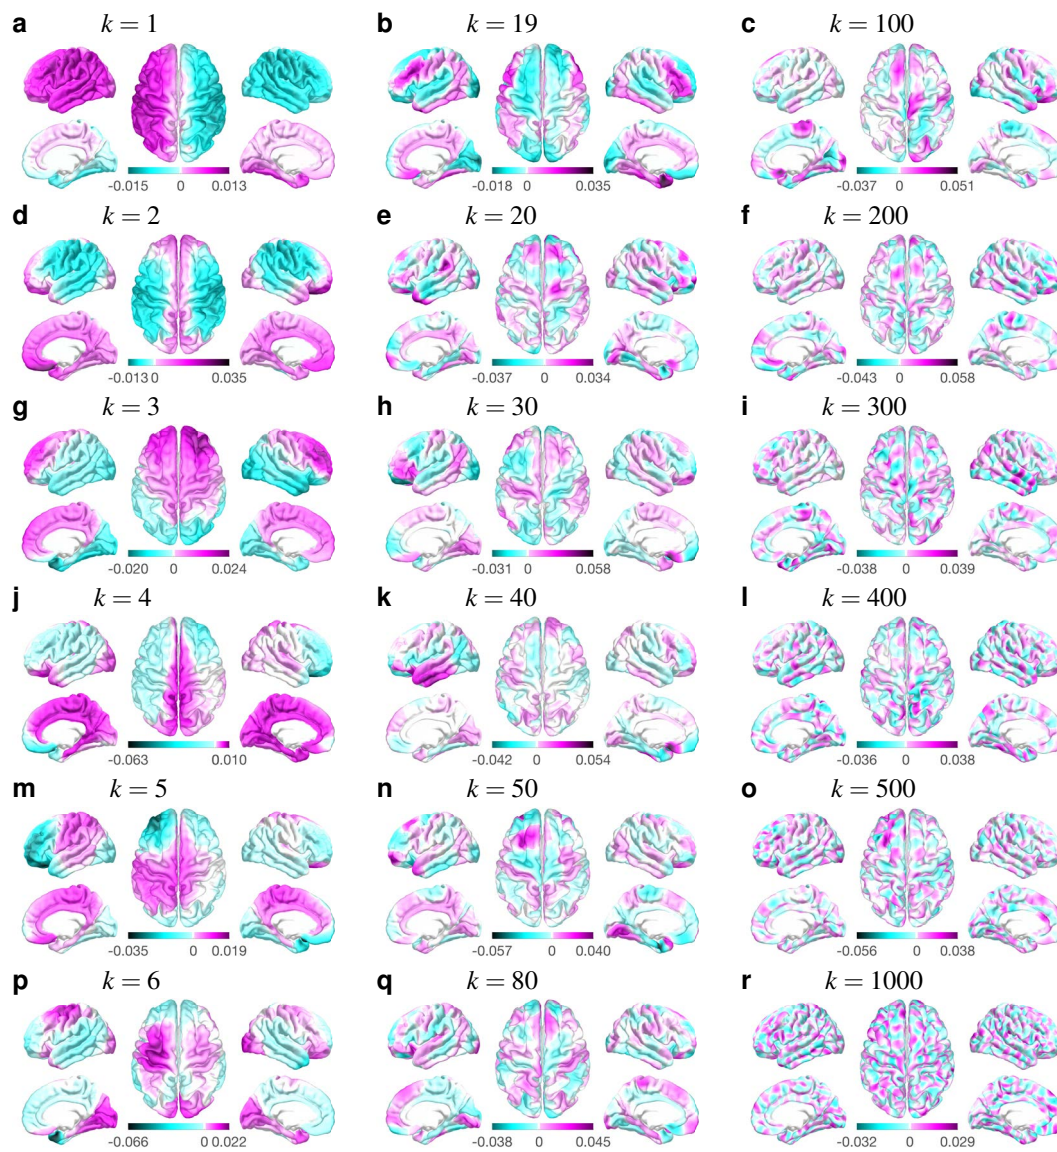 a k = 1 b k = 19 c k = 100
-0.015 0 0.013 -0.018 0 0.035 -0.037 0 0.051
d k = 2 e k = 20 f k = 200
-0.013 0 0.035 -0.037 0 0.034 -0.043 0 0.058
g k = 3 h k = 30 i k = 300
-0.020 0 0.024 -0.031 0 0.058 -0.038 0 0.039
j k = 4 k k = 40 l k = 400
-0.063 0.010 -0.042 0 0.054 -0.036 0 0.038
m k = 5 n k = 50 o k = 500
-0.035 0 0.019 -0.057 0 0.040 -0.056 0 0.038
p k = 6 q k = 80 r k = 1000
-0.066 0 0.022 -0.038 0 0.045 -0.032 0 0.029